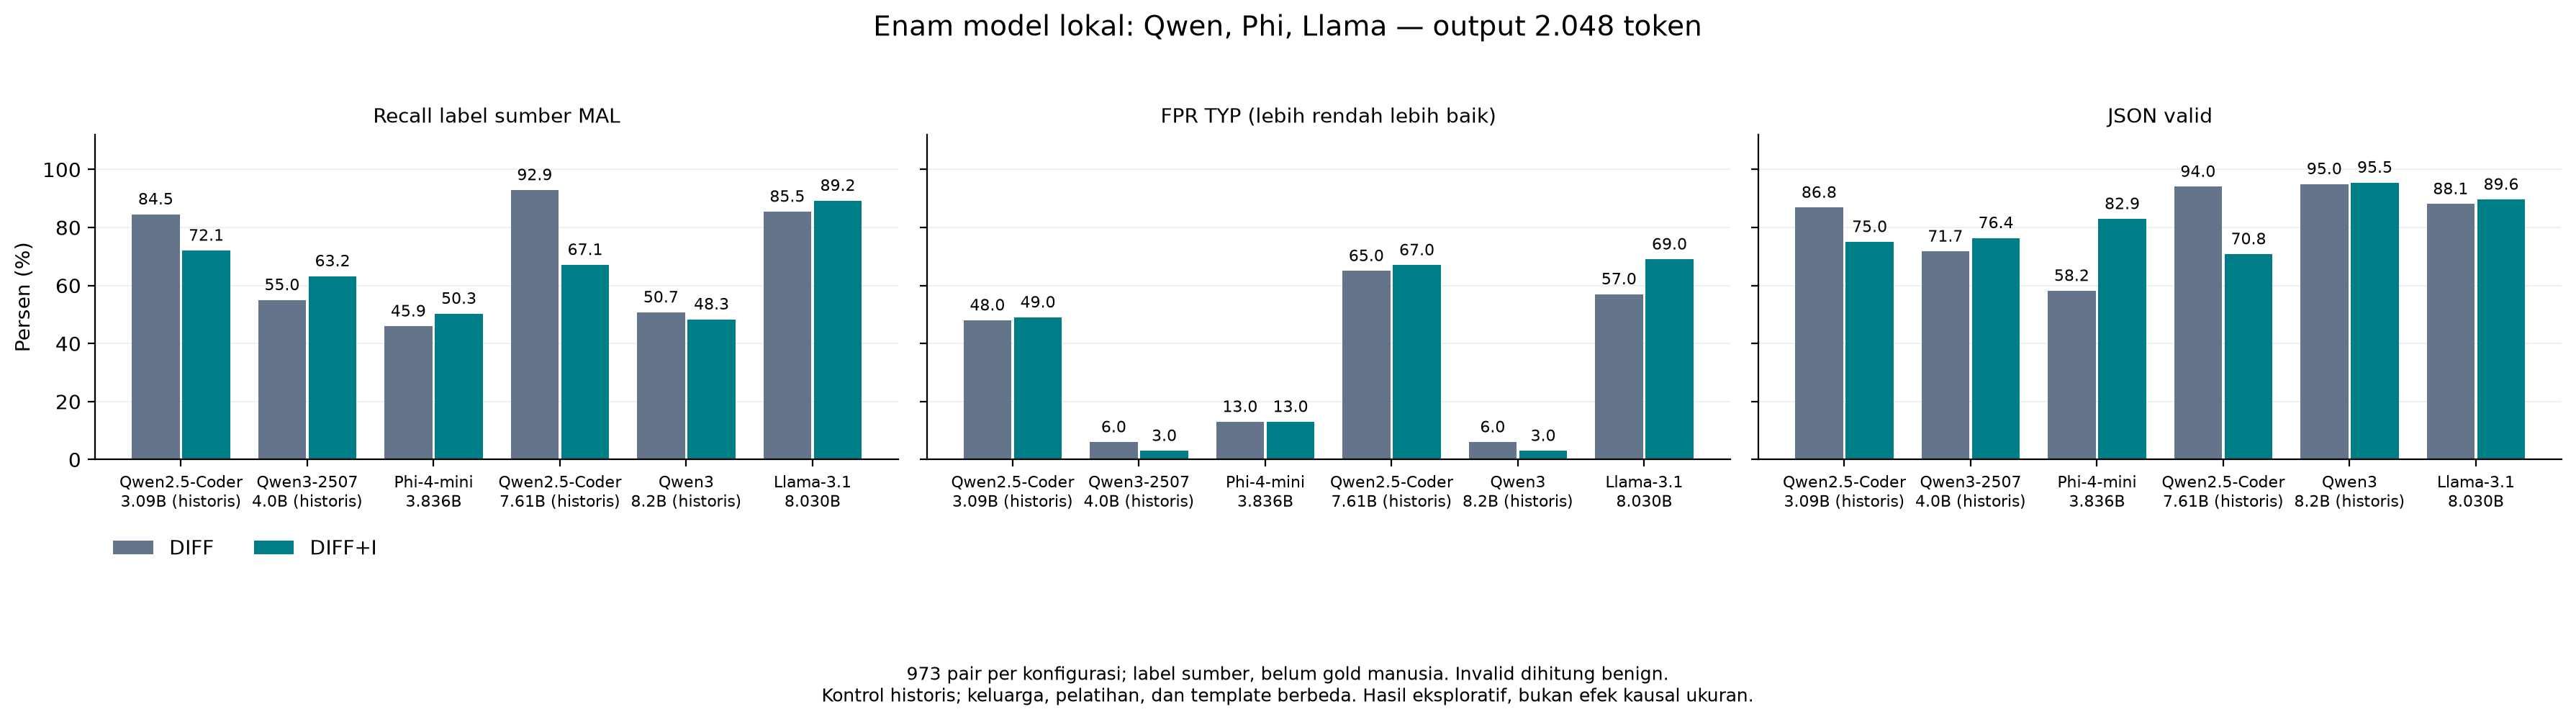 Enam model lokal: Qwen, Phi, Llama — output 2.048 token
Recall label sumber MAL
Persen (%)
100
80
60
40
20
0
84.5
72.1
55.0
63.2
45.9
50.3
92.9
67.1
50.7
48.3
85.5
89.2
Qwen2.5-Coder
3.09B (historis)
Qwen3-2507
4.0B (historis)
Phi-4-mini
3.836B
Qwen2.5-Coder
7.61B (historis)
Qwen3
8.2B (historis)
Llama-3.1
8.030B
DIFF
DIFF+I
FPR TYP (lebih rendah lebih baik)
48.0
49.0
6.0
3.0
13.0
13.0
65.0
67.0
6.0
3.0
57.0
69.0
Qwen2.5-Coder
3.09B (historis)
Qwen3-2507
4.0B (historis)
Phi-4-mini
3.836B
Qwen2.5-Coder
7.61B (historis)
Qwen3
8.2B (historis)
Llama-3.1
8.030B
JSON valid
86.8
75.0
71.7
76.4
58.2
82.9
94.0
70.8
95.0
95.5
88.1
89.6
Qwen2.5-Coder
3.09B (historis)
Qwen3-2507
4.0B (historis)
Phi-4-mini
3.836B
Qwen2.5-Coder
7.61B (historis)
Qwen3
8.2B (historis)
Llama-3.1
8.030B
973 pair per konfigurasi; label sumber, belum gold manusia. Invalid dihitung benign.
Kontrol historis; keluarga, pelatihan, dan template berbeda. Hasil eksploratif, bukan efek kausal ukuran.